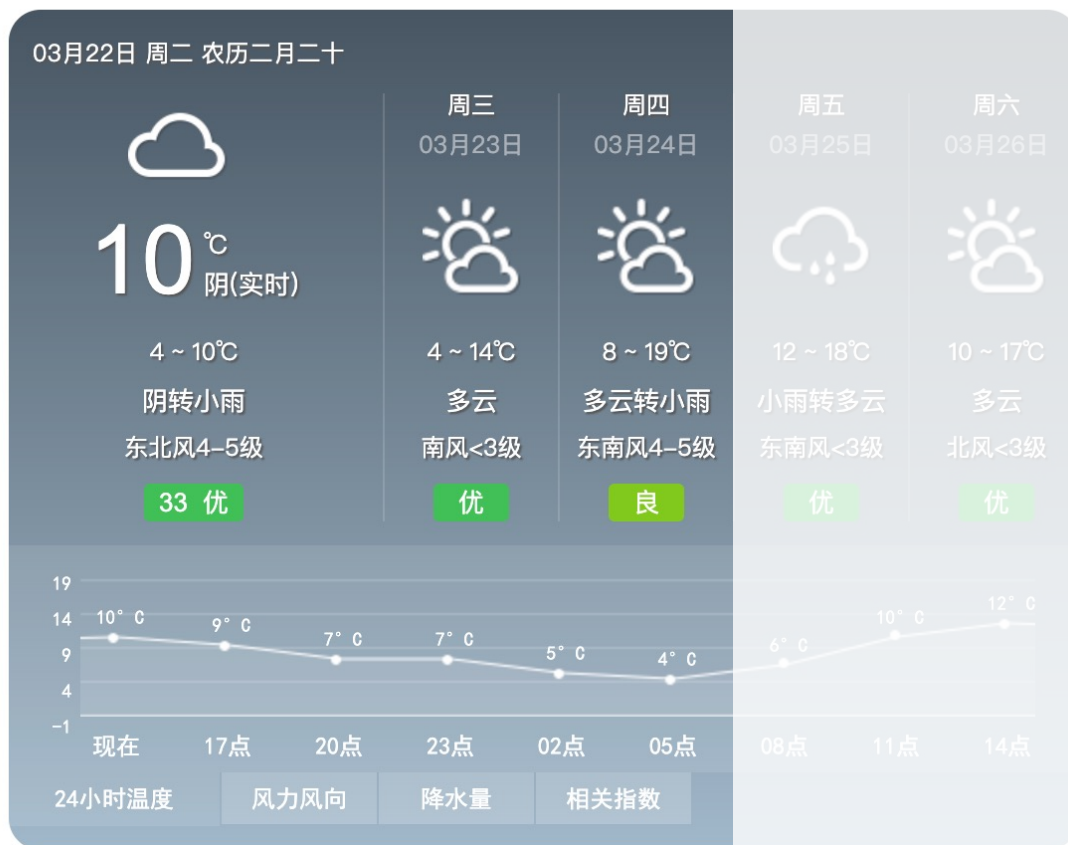 03月22日 周二 农历二月二十
10
℃
阴(实时)
4 ~ 10℃
阴转小雨
东北风4-5级
33 优
周三
03月23日
4 ~ 14℃
多云
南风<3级
优
周四
03月24日
8 ~ 19℃
多云转小雨
东南风4-5级
良
周五
03月25日
12 ~ 18℃
小雨转多云
东南风<3级
优
周六
03月26日
10 ~ 17℃
多云
北风<3级
优
19
14
9
4
-1
10° C
9° C
7° C
7° C
5° C
4° C
6° C
10° C
12° C
现在
17点
20点
23点
02点
05点
08点
11点
14点
24小时温度
风力风向
降水量
相关指数